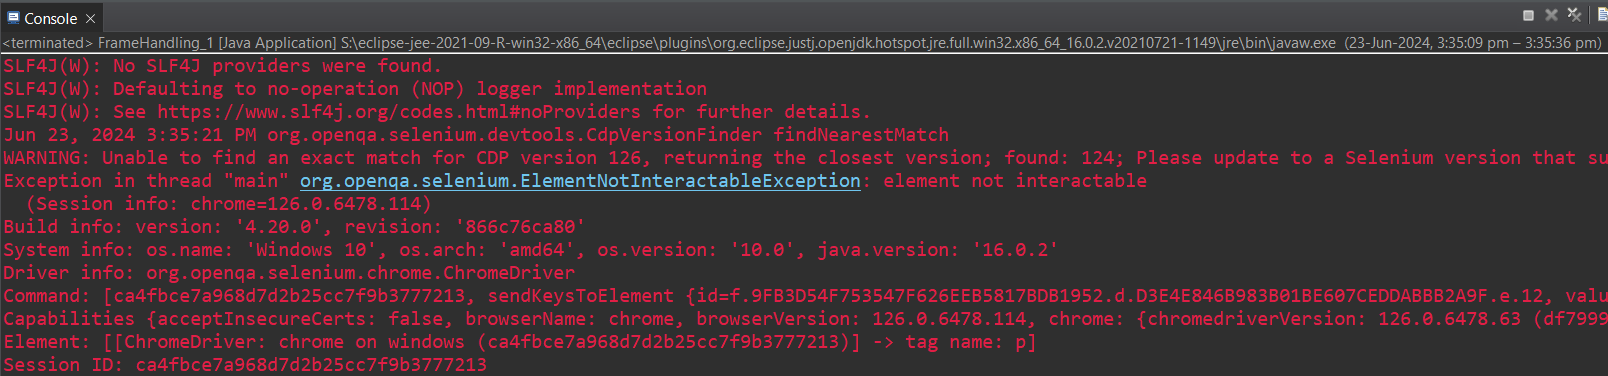 Console
<terminated> FrameHandling_1 [Java Application] S:\eclipse-jee-2021-09-R-win32-x86_64\eclipse\plugins\org.eclipse.justj.openjdk.hotspot.jre.full.win32.x86_64_16.0.2.v20210721-1149\jre\bin\javaw.exe (23-Jun-2024, 3:35:09 pm – 3:35:36 pm)
SLF4J(W): No SLF4J providers were found.
SLF4J(W): Defaulting to no-operation (NOP) logger implementation
SLF4J(W): See https://www.slf4j.org/codes.html#noProviders for further details.
Jun 23, 2024 3:35:21 PM org.openqa.selenium.devtools.CdpVersionFinder findNearestMatch
WARNING: Unable to find an exact match for CDP version 126, returning the closest version; found: 124; Please update to a Selenium version that su
Exception in thread "main" org.openqa.selenium.ElementNotInteractableException: element not interactable
(Session info: chrome=126.0.6478.114)
Build info: version: '4.20.0', revision: '866c76ca80'
System info: os.name: 'Windows 10', os.arch: 'amd64', os.version: '10.0', java.version: '16.0.2'
Driver info: org.openqa.selenium.chrome.ChromeDriver
Command: [ca4fbce7a968d7d2b25cc7f9b3777213, sendKeysToElement {id=f.9FB3D54F753547F626EEB5817BDB1952.d.D3E4E846B983B01BE607CEDDABBB2A9F.e.12, valu
Capabilities {acceptInsecureCerts: false, browserName: chrome, browserVersion: 126.0.6478.114, chrome: {chromedriverVersion: 126.0.6478.63 (df7999
Element: [[ChromeDriver: chrome on windows (ca4fbce7a968d7d2b25cc7f9b3777213)] -> tag name: p]
Session ID: ca4fbce7a968d7d2b25cc7f9b3777213